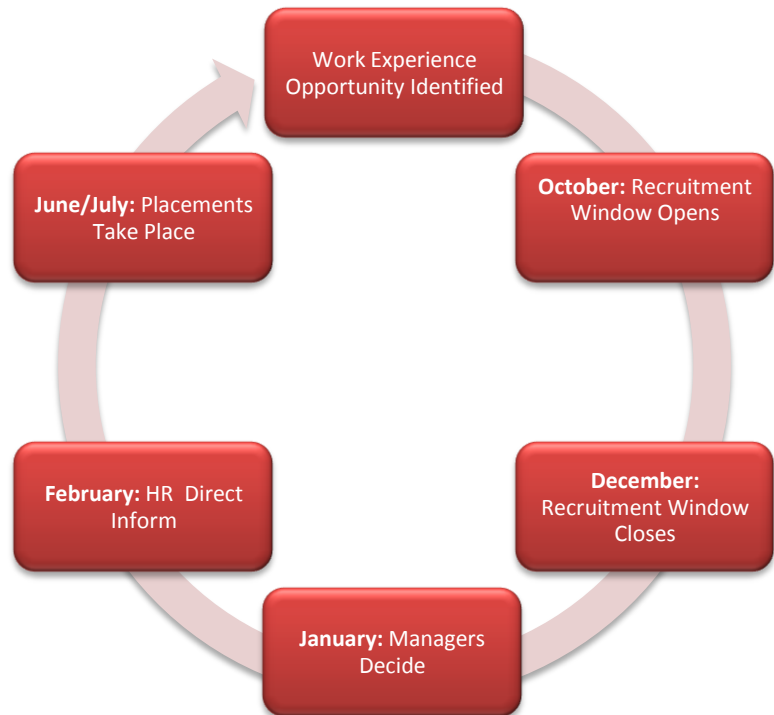 Work Experience
Opportunity Identified
October: Recruitment
Window Opens
December:
Recruitment Window
Closes
January: Managers
Decide
February: HR  Direct
Inform
June/July: Placements
Take Place